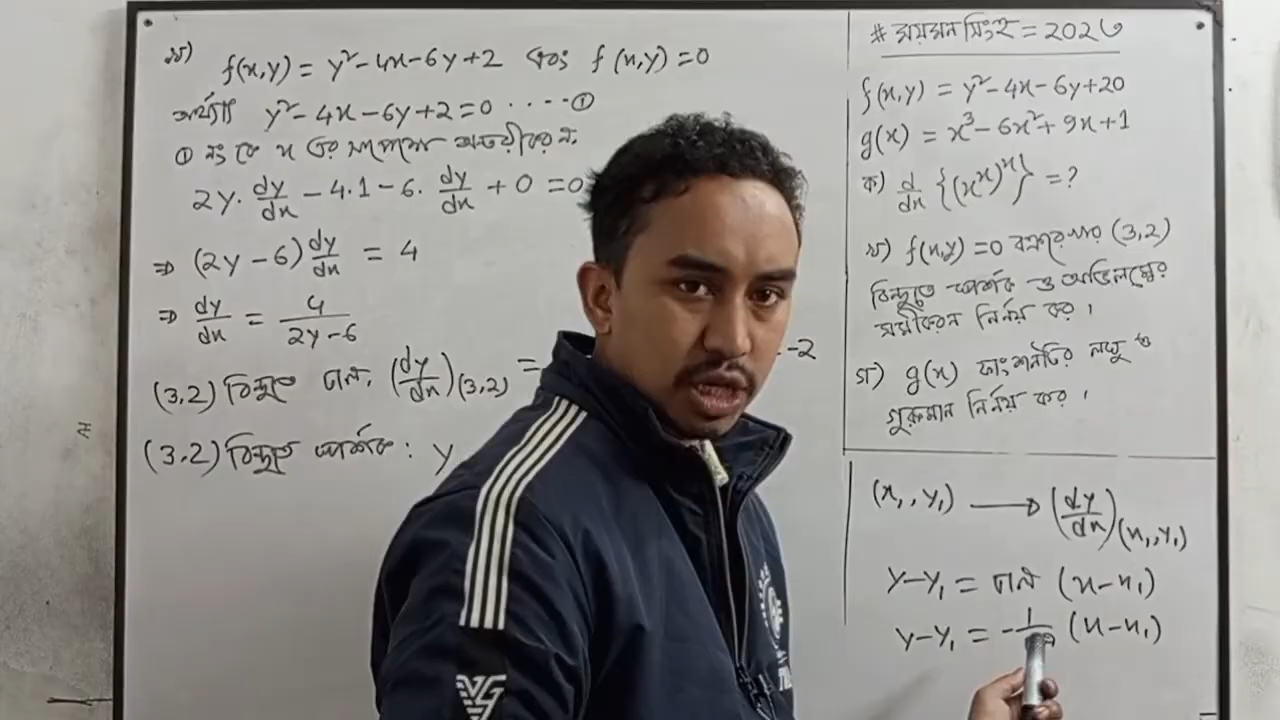 খ) f(x,y) = y² - 4x - 6y + 2 এবং f(x,y) = 0
অর্থাৎ y² - 4x - 6y + 2 = 0 ..... ①
① নং কে x এর সাপেক্ষে অন্তরীকরণ
2y. dy/dx - 4.1 - 6. dy/dx + 0 = 0
⇒ (2y - 6) dy/dx = 4
⇒ dy/dx = 4/(2y - 6)
(3,2) বিন্দুতে ঢাল, (dy/dx)(3,2) = -2
(3,2) বিন্দুতে স্পর্শক : y
# ময়মনসিংহ = 2023
f(x,y) = y² - 4x - 6y + 20
g(x) = x³ - 6x² + 9x + 1
ক) d/dx {(xˣ)ˣ} = ?
খ) f(x,y) = 0 বক্ররেখার (3,2)
বিন্দুতে স্পর্শক ও অভিলম্বের
সমীকরণ নির্ণয় কর।
গ) g(x) ফাংশনটির লঘু ও
গুরুমান নির্ণয় কর।
(x₁, y₁) → (dy/dx)(x₁, y₁)
y - y₁ = ঢাল (x - x₁)
y - y₁ = - 1/ (x - x₁)